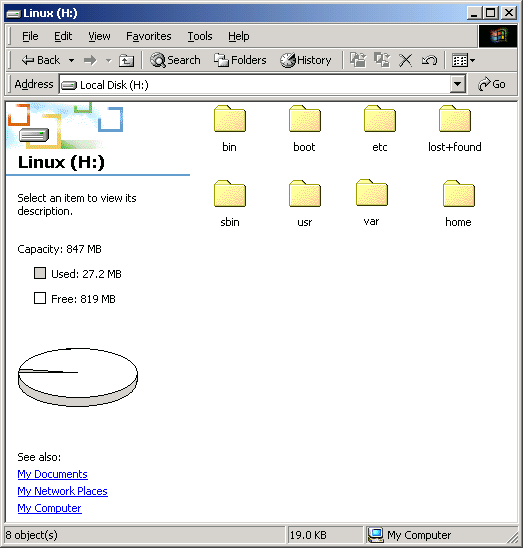 Linux (H:)
File Edit View Favorites Tools Help
Back Search Folders History
Address Local Disk (H:) Go
Linux (H:)
Select an item to view its
description.
Capacity: 847 MB
Used: 27.2 MB
Free: 819 MB
See also:
My Documents
My Network Places
My Computer
bin boot etc lost+found
sbin usr var home
8 object(s) 19.0 KB My Computer